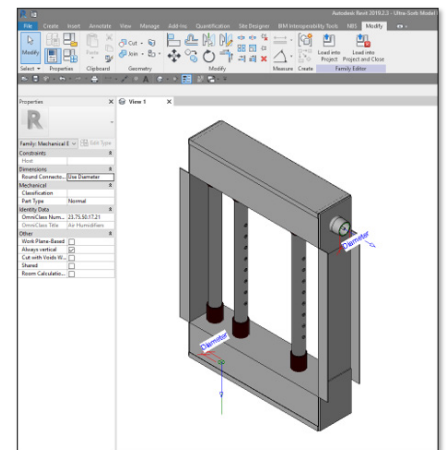 Autodesk Revit 2019.2.3 - Ultra-Sorb Model
File Create Insert Annotate View Manage Add-Ins Quantification Site Designer BIM Interoperability Tools NBS Modify
Modify
Paste
Cut
Join
Load into
Project
Load into
Project and Close
Select Properties Clipboard Geometry Modify Measure Create Family Editor
Properties
View 1
Family: Mechanical E Edit Type
Constraints
Host
Dimensions
Round Connecto... Use Diameter
Mechanical
Classification
Part Type Normal
Identity Data
OmniClass Num... 23.75.50.17.21
OmniClass Title Air Humidifiers
Other
Work Plane-Based
Always vertical
Cut with Voids W...
Shared
Room Calculatio...
Diameter
Diameter